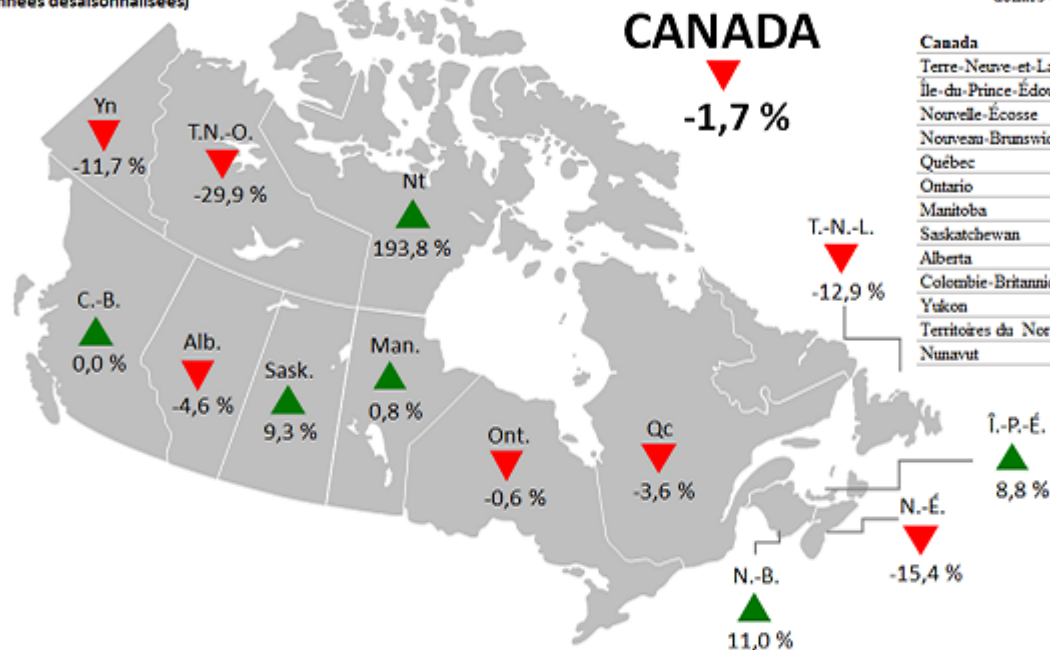 désaisonnalisées)
CANADA
-1,7 %
Canada
Terre-Neuve-et-La
Île-du-Prince-Édou
Nouvelle-Écosse
Nouveau-Brunswic
Québec
Ontario
Manitoba
Saskatchewan
Alberta
Colombie-Britannic
Yukon
Territoires du Nor
Nunavut
Yn
-11,7 %
T.N.-O.
-29,9 %
Nt
193,8 %
T.-N.-L.
-12,9 %
C.-B.
0,0 %
Alb.
-4,6 %
Sask.
9,3 %
Man.
0,8 %
Ont.
-0,6 %
Qc
-3,6 %
Î.-P.-É.
8,8 %
N.-É.
-15,4 %
N.-B.
11,0 %